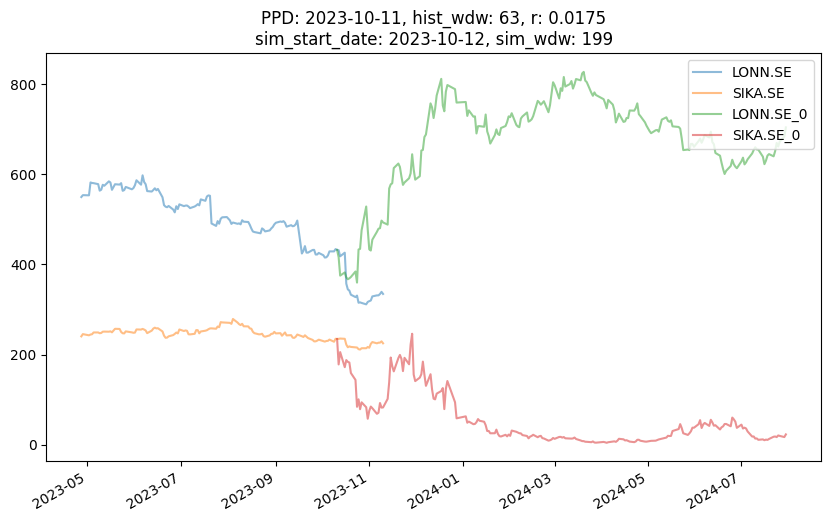 PPD: 2023-10-11, hist_wdw: 63, r: 0.0175
sim_start_date: 2023-10-12, sim_wdw: 199
LONN.SE
SIKA.SE
LONN.SE_0
SIKA.SE_0
800
600
400
200
0
2023-05
2023-07
2023-09
2023-11
2024-01
2024-03
2024-05
2024-07